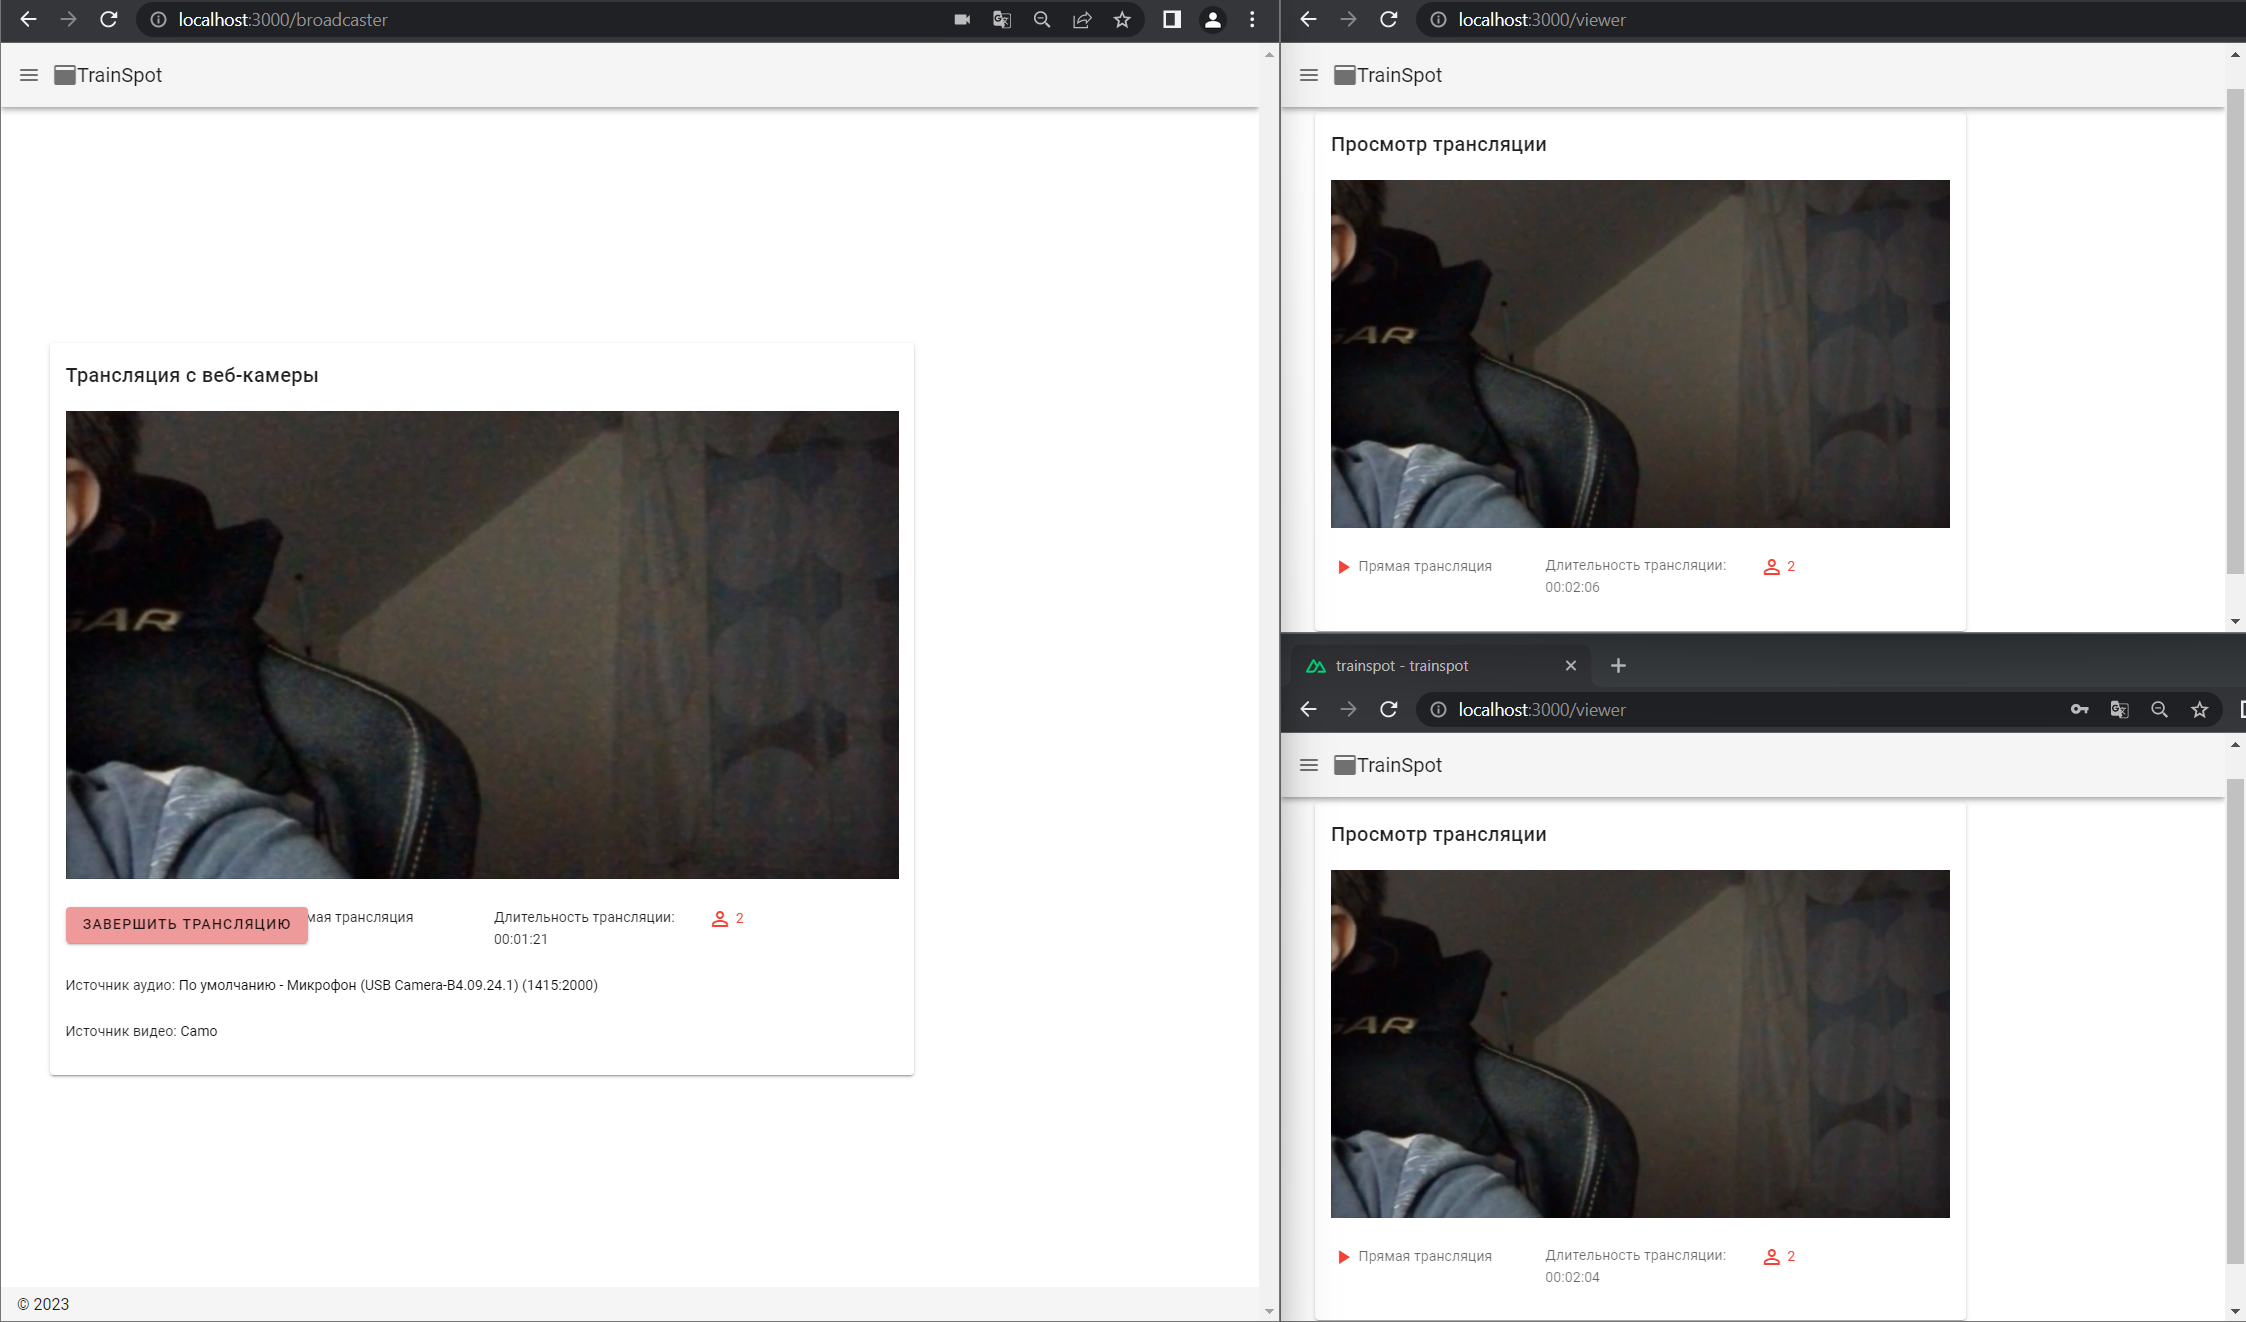 localhost:3000/broadcaster
TrainSpot
Трансляция с веб-камеры
GAR
ЗАВЕРШИТЬ ТРАНСЛЯЦИЮ
мая трансляция
Длительность трансляции:
00:01:21
2
Источник аудио: По умолчанию - Микрофон (USB Camera-B4.09.24.1) (1415:2000)
Источник видео: Camo
© 2023
localhost:3000/viewer
TrainSpot
Просмотр трансляции
GAR
Прямая трансляция
Длительность трансляции:
00:02:06
2
trainspot - trainspot
localhost:3000/viewer
TrainSpot
Просмотр трансляции
GAR
Прямая трансляция
Длительность трансляции:
00:02:04
2